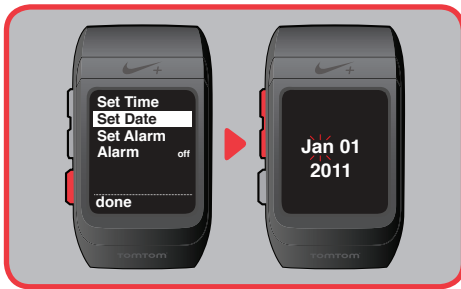 Set Time
Set Date
Set Alarm
Alarm off
done
TOMTOM
+
Jan 01
2011
TOMTOM